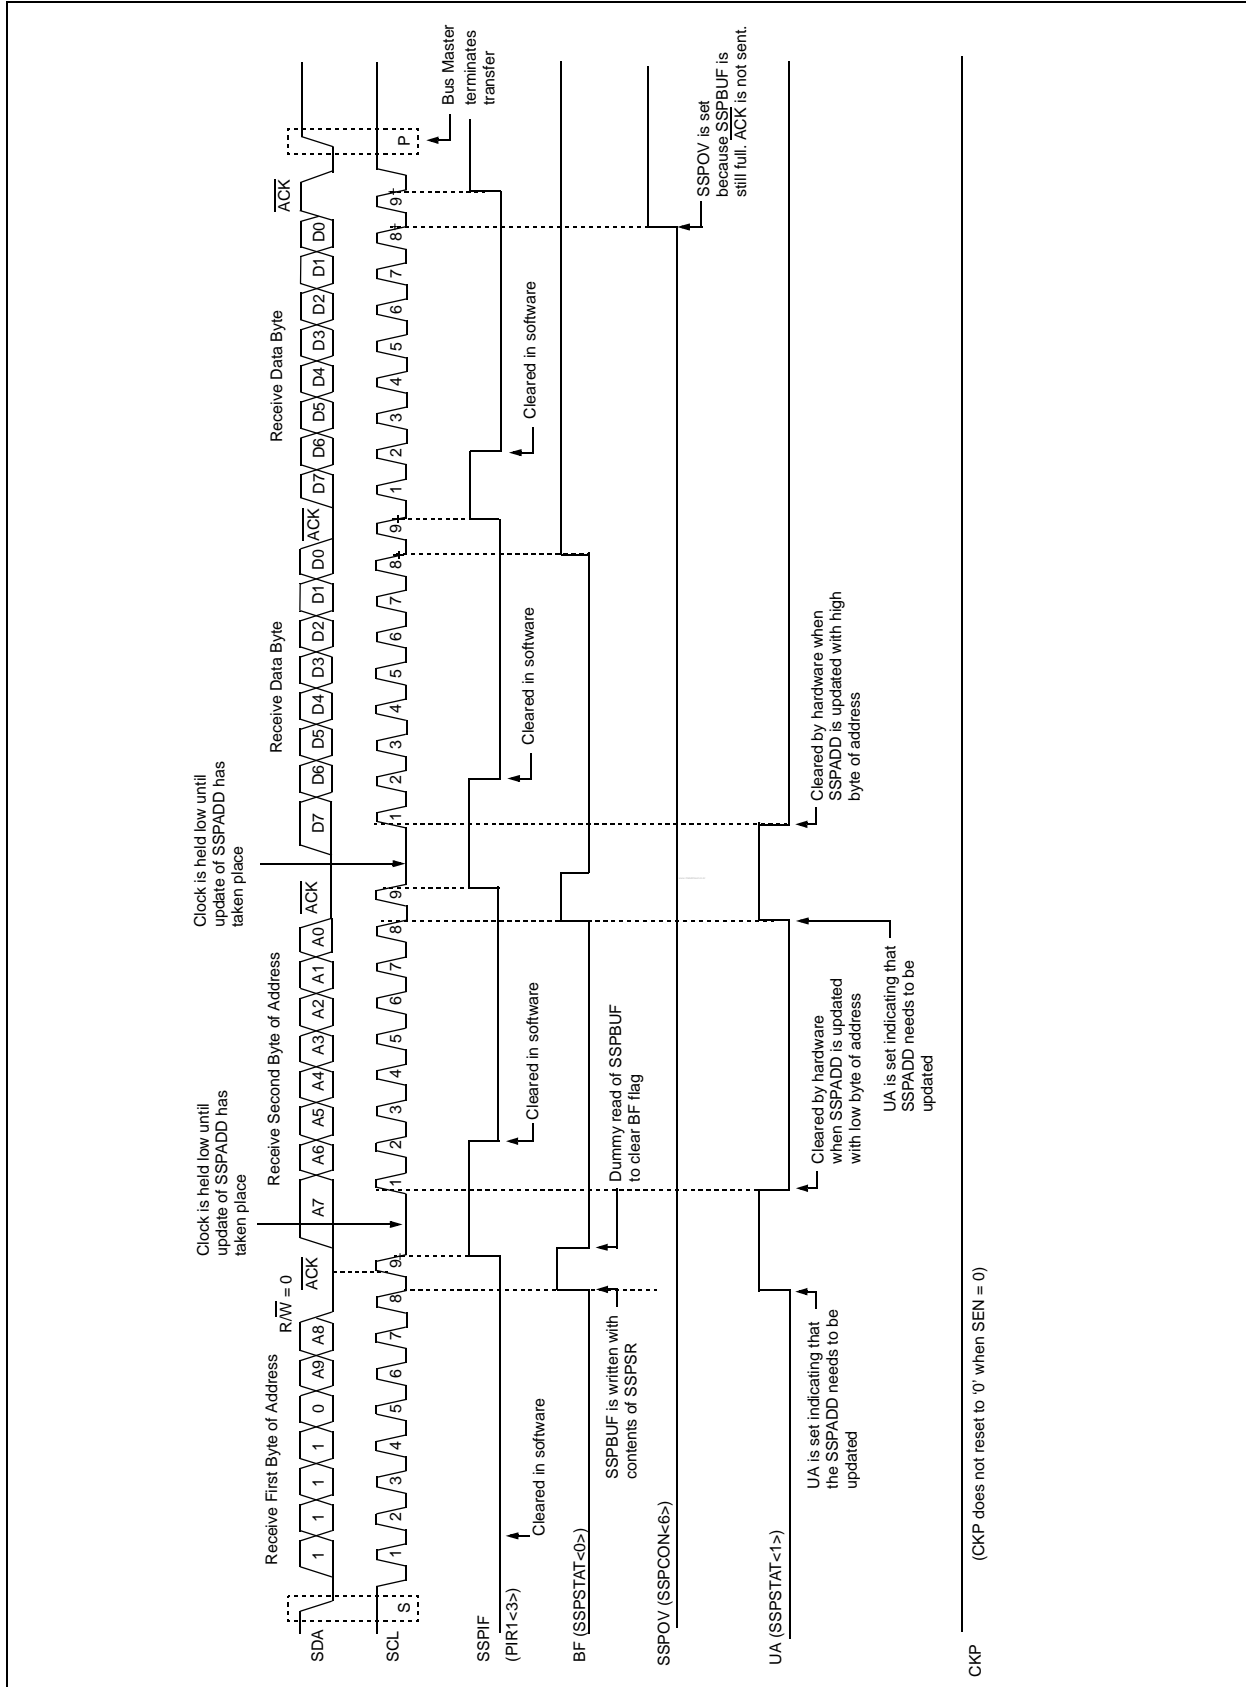 Receive First Byte of Address
R/W = 0
ACK
Clock is held low until
update of SSPADD has
taken place
Receive Second Byte of Address
ACK
Clock is held low until
update of SSPADD has
taken place
Receive Data Byte
ACK
Receive Data Byte
ACK
SDA
1 1 1 1 0 A9 A8
A7 A6 A5 A4 A3 A2 A1 A0
D7 D6 D5 D4 D3 D2 D1 D0
D7 D6 D5 D4 D3 D2 D1 D0
SCL
S
1 2 3 4 5 6 7 8 9
1 2 3 4 5 6 7 8 9
1 2 3 4 5 6 7 8 9
1 2 3 4 5 6 7 8 9
P
Bus Master
terminates
transfer
SSPIF
(PIR1<3>)
Cleared in software
Cleared in software
Cleared in software
Cleared in software
BF (SSPSTAT<0>)
SSPBUF is written with
contents of SSPSR
Dummy read of SSPBUF
to clear BF flag
SSPOV (SSPCON<6>)
SSPOV is set
because SSPBUF is
still full. ACK is not sent.
UA (SSPSTAT<1>)
UA is set indicating that
the SSPADD needs to be
updated
Cleared by hardware
when SSPADD is updated
with low byte of address
UA is set indicating that
SSPADD needs to be
updated
Cleared by hardware when
SSPADD is updated with high
byte of address
CKP
(CKP does not reset to ‘0’ when SEN = 0)